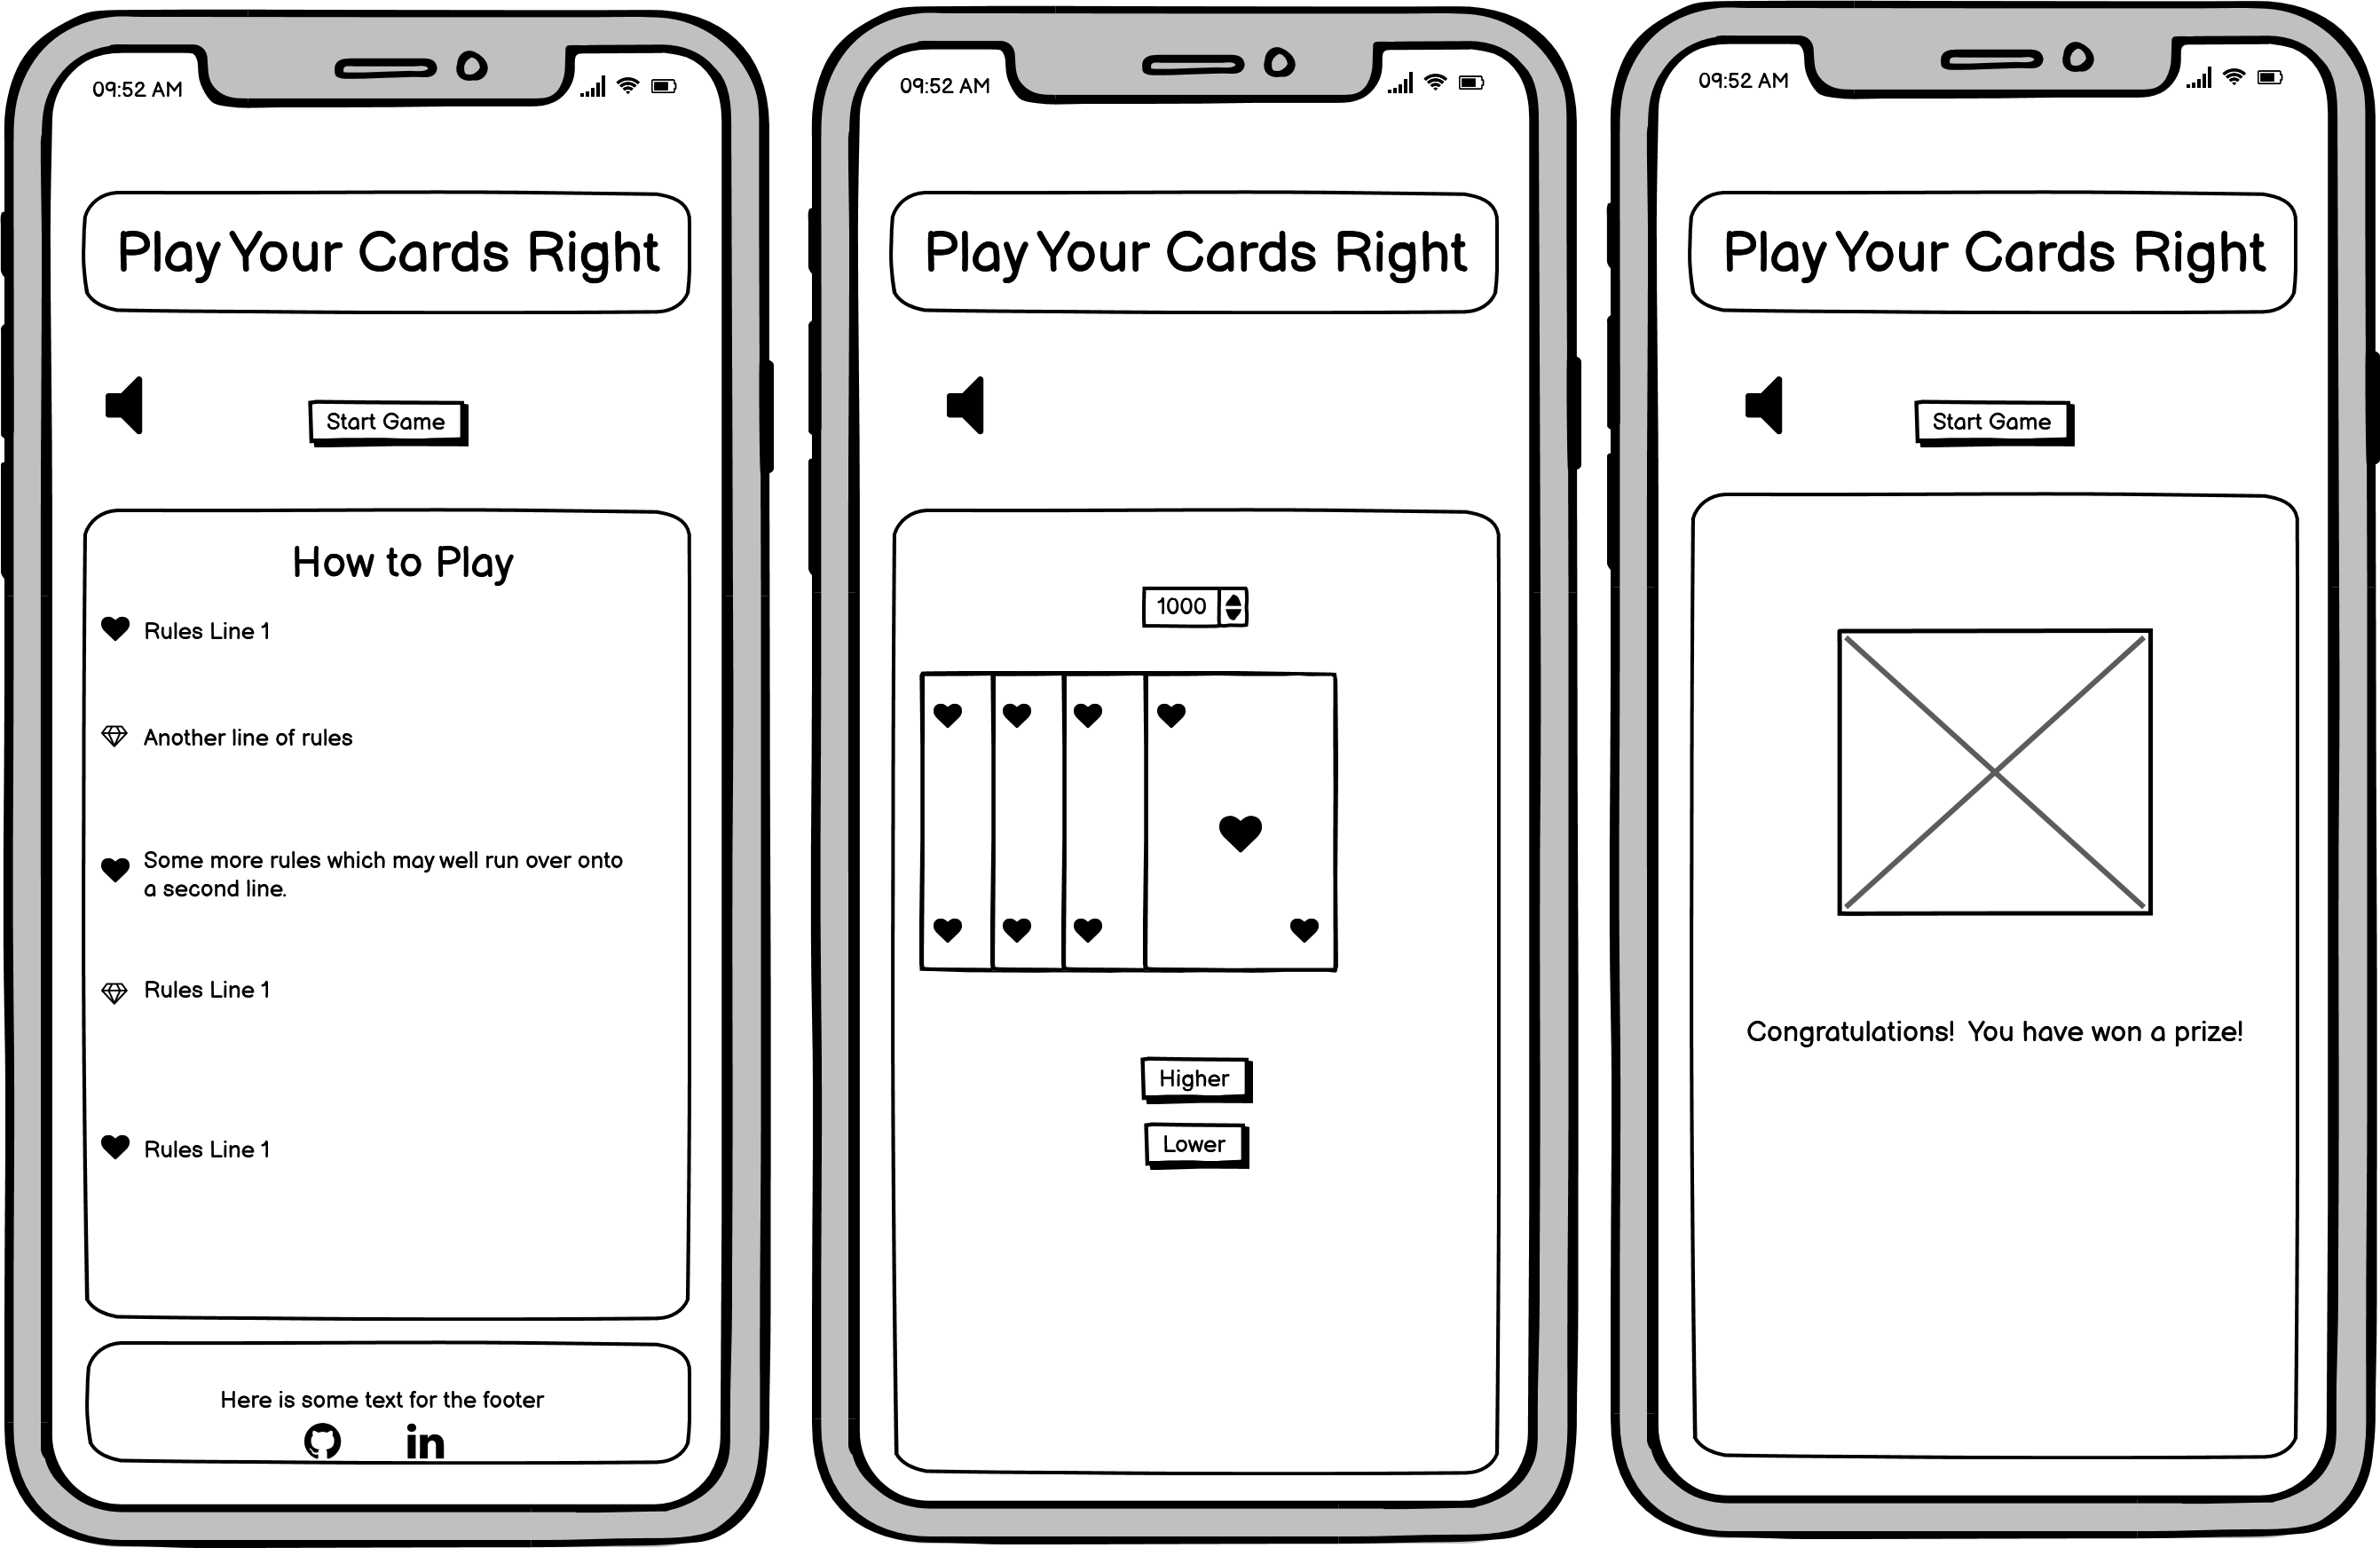 09:52 AM
Play Your Cards Right
Start Game
How to Play
Rules Line 1
Another line of rules
Some more rules which may well run over onto
a second line.
Rules Line 1
Rules Line 1
Here is some text for the footer
in
09:52 AM
Play Your Cards Right
1000
Higher
Lower
09:52 AM
Play Your Cards Right
Start Game
Congratulations! You have won a prize!